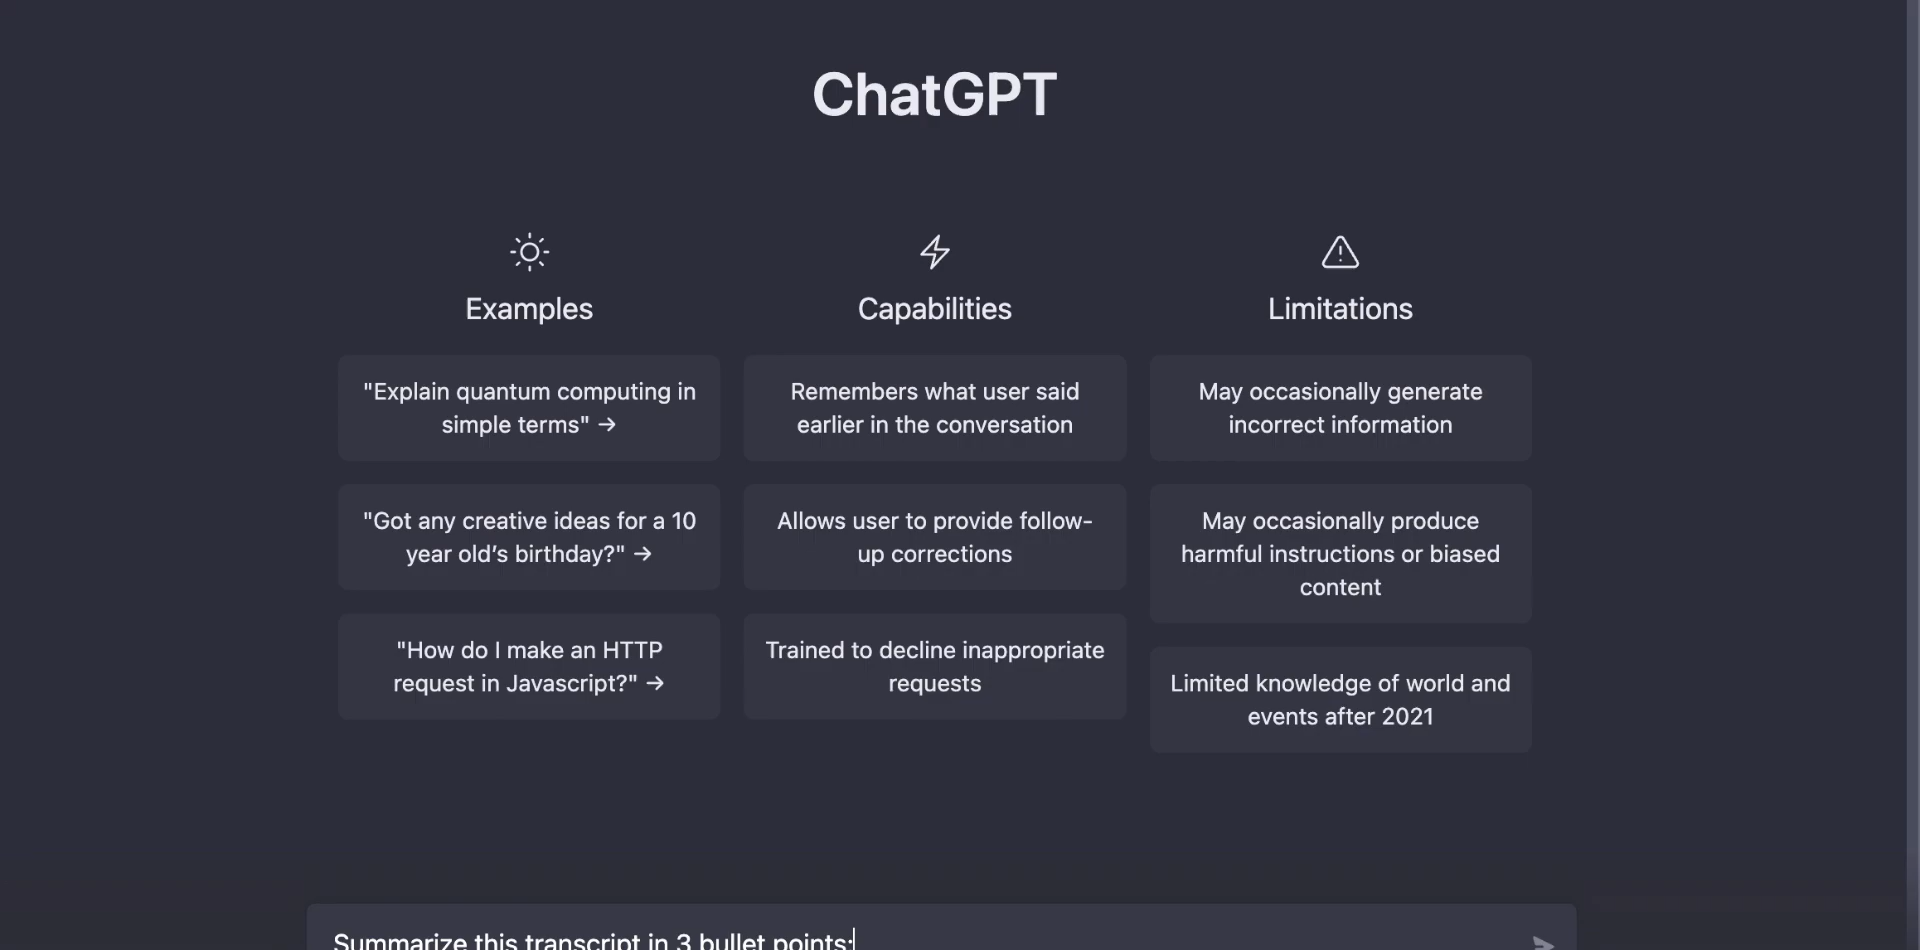 ChatGPT
Examples
"Explain quantum computing in
simple terms" →
"Got any creative ideas for a 10
year old's birthday?" →
"How do I make an HTTP
request in Javascript?" →
Capabilities
Remembers what user said
earlier in the conversation
Allows user to provide follow-
up corrections
Trained to decline inappropriate
requests
Limitations
May occasionally generate
incorrect information
May occasionally produce
harmful instructions or biased
content
Limited knowledge of world and
events after 2021
Summarize this transcript in 3 bullet points: